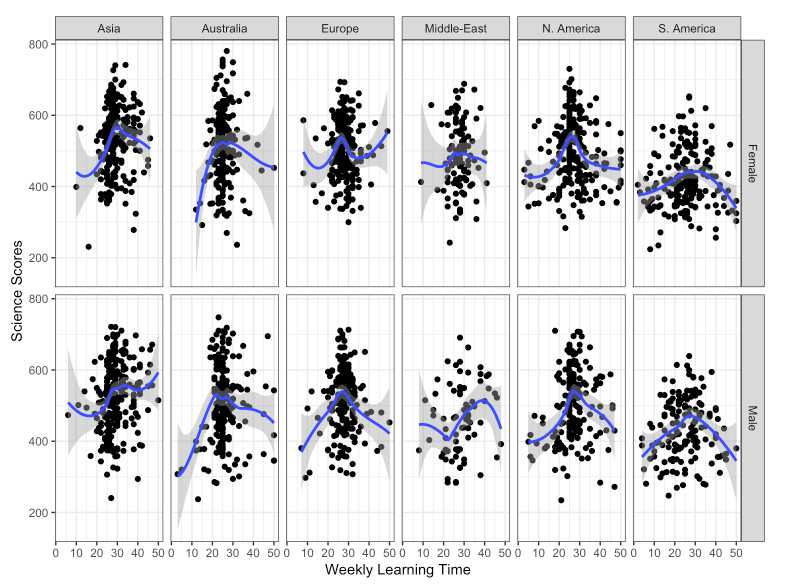 Asia Australia Europe Middle-East N. America S. America
800
600
400
200
Female
Science Scores
800
600
400
200
Male
0 10 20 30 40 50 0 10 20 30 40 50 0 10 20 30 40 50 0 10 20 30 40 50 0 10 20 30 40 50 0 10 20 30 40 50
Weekly Learning Time